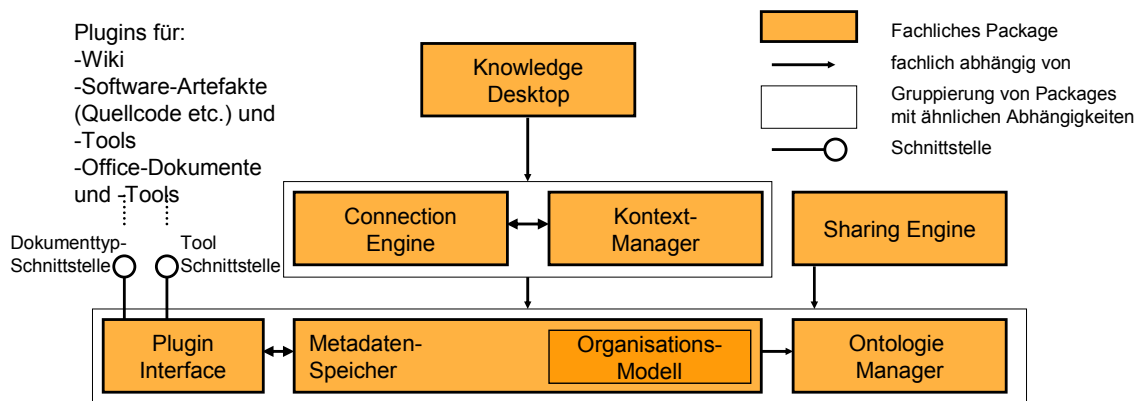 Plugins für:
-Wiki
-Software-Artefakte
(Quellcode etc.) und
-Tools
-Office-Dokumente
und -Tools
Knowledge
Desktop
Fachliches Package
fachlich abhängig von
Gruppierung von Packages
mit ähnlichen Abhängigkeiten
Schnittstelle
Dokumenttyp-
Schnittstelle
Tool
Schnittstelle
Connection
Engine
Kontext-
Manager
Sharing Engine
Plugin
Interface
Metadaten-
Speicher
Organisations-
Modell
Ontologie
Manager